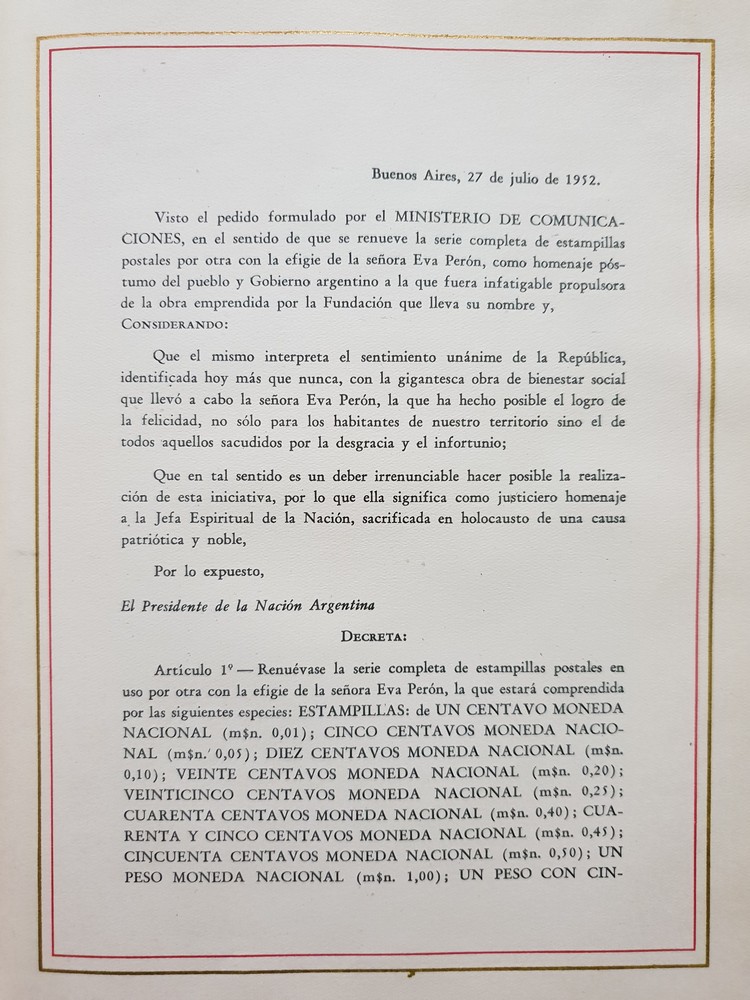 Buenos Aires, 27 de julio de 1952.
Visto el pedido formulado por el MINISTERIO DE COMUNICA-
CIONES, en el sentido de que se renueve la serie completa de estampillas
postales por otra con la efigie de la señora Eva Perón, como homenaje pós-
tumo del pueblo y Gobierno argentino a la que fuera infatigable propulsora
de la obra emprendida por la Fundación que lleva su nombre y,
CONSIDERANDO:
Que el mismo interpreta el sentimiento unánime de la República,
identificada hoy más que nunca, con la gigantesca obra de bienestar social
que llevó a cabo la señora Eva Perón, la que ha hecho posible el logro de
la felicidad, no sólo para los habitantes de nuestro territorio sino el de
todos aquellos sacudidos por la desgracia y el infortunio;
Que en tal sentido es un deber irrenunciable hacer posible la realiza-
ción de esta iniciativa, por lo que ella significa como justiciero homenaje
a la Jefa Espiritual de la Nación, sacrificada en holocausto de una causa
patriótica y noble,
Por lo expuesto,
El Presidente de la Nación Argentina
DECRETA:
Artículo 1º — Renuévase la serie completa de estampillas postales en
uso por otra con la efigie de la señora Eva Perón, la que estará comprendida
por las siguientes especies: ESTAMPILLAS: de UN CENTAVO MONEDA
NACIONAL (m$n. 0,01); CINCO CENTAVOS MONEDA NACIO-
NAL (m$n. 0,05); DIEZ CENTAVOS MONEDA NACIONAL (m$n.
0,10); VEINTE CENTAVOS MONEDA NACIONAL (m$n. 0,20);
VEINTICINCO CENTAVOS MONEDA NACIONAL (m$n. 0,25);
CUARENTA CENTAVOS MONEDA NACIONAL (m$n. 0,40); CUA-
RENTA Y CINCO CENTAVOS MONEDA NACIONAL (m$n. 0,45);
CINCUENTA CENTAVOS MONEDA NACIONAL (m$n. 0,50); UN
PESO MONEDA NACIONAL (m$n. 1,00); UN PESO CON CIN-